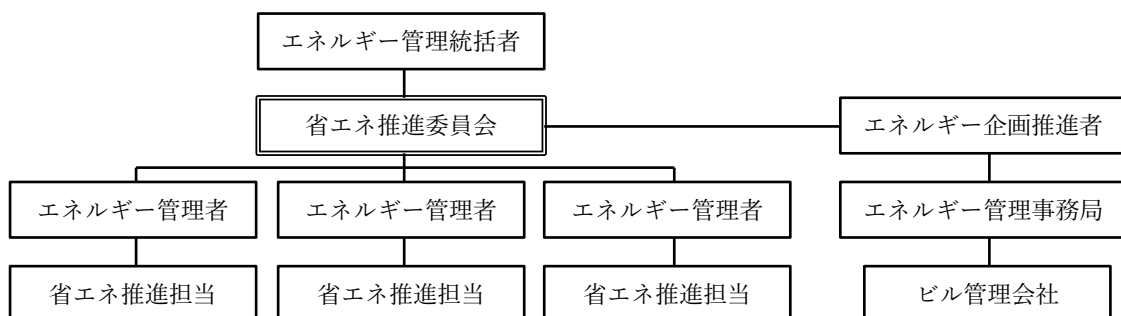 エネルギー管理統括者
省エネ推進委員会
エネルギー企画推進者
エネルギー管理者
エネルギー管理者
エネルギー管理者
エネルギー管理事務局
省エネ推進担当
省エネ推進担当
省エネ推進担当
ビル管理会社